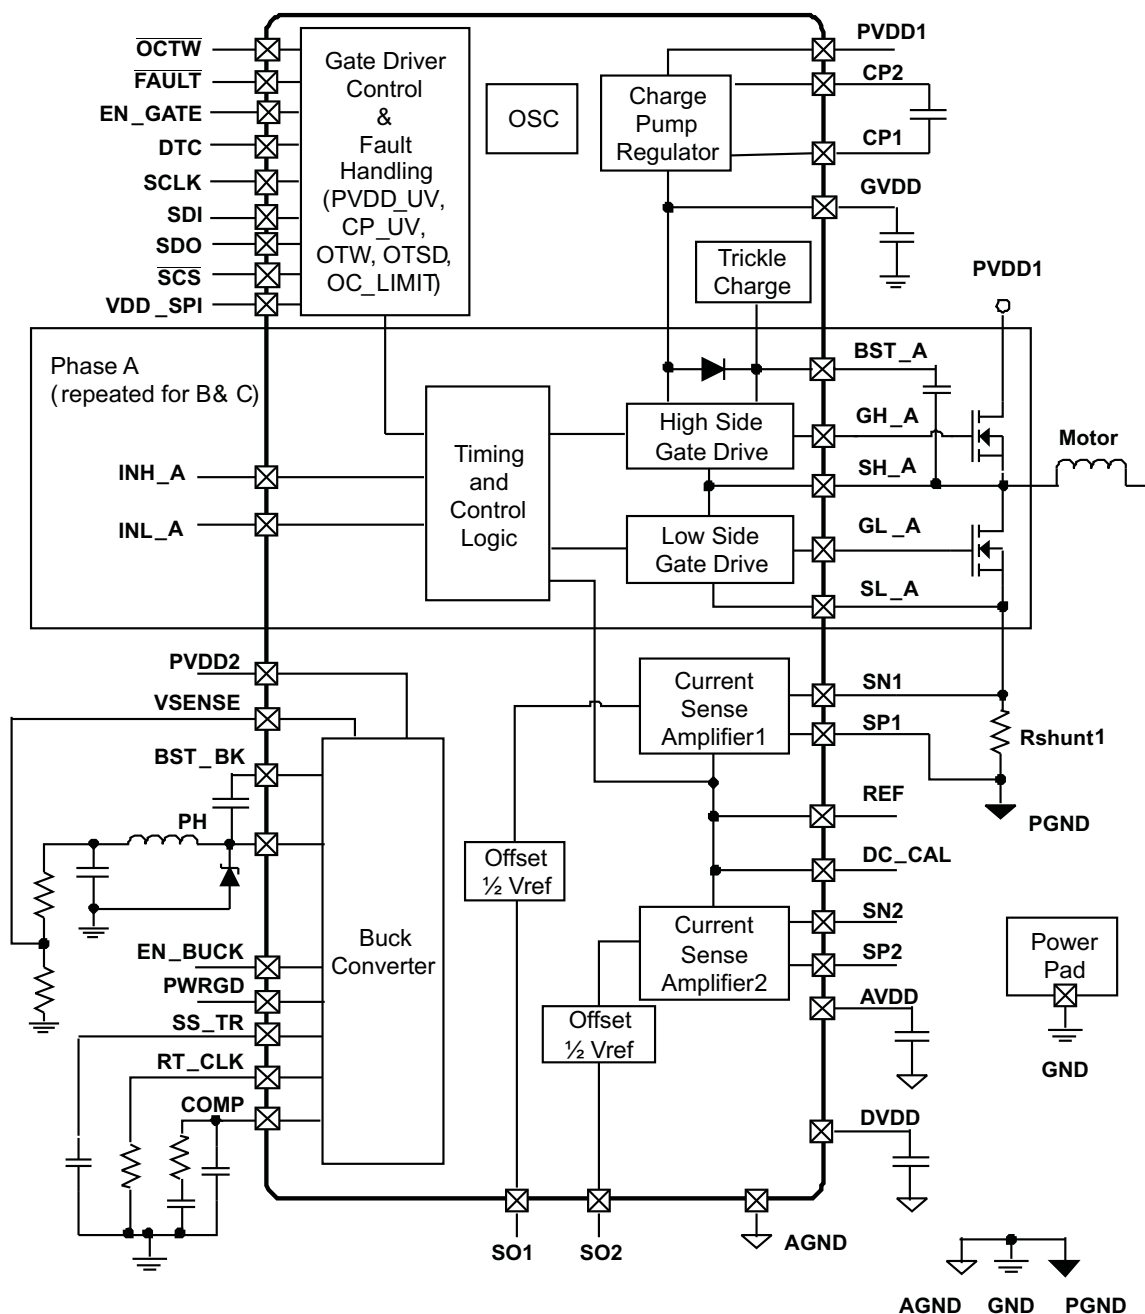 OCTW
FAULT
EN_GATE
DTC
SCLK
SDI
SDO
SCS
VDD_SPI
Gate Driver
Control
&
Fault
Handling
(PVDD_UV,
CP_UV,
OTW, OTSD,
OC_LIMIT)
OSC
Charge
Pump
Regulator
PVDD1
CP2
CP1
GVDD
Trickle
Charge
PVDD1
Phase A
(repeated for B& C)
INH_A
INL_A
Timing
and
Control
Logic
High Side
Gate Drive
Low Side
Gate Drive
BST_A
GH_A
SH_A
GL_A
SL_A
Motor
PVDD2
VSENSE
BST_BK
PH
EN_BUCK
PWRGD
SS_TR
RT_CLK
COMP
Buck
Converter
Offset
½ Vref
Current
Sense
Amplifier1
SN1
SP1
Rshunt1
PGND
REF
DC_CAL
Current
Sense
Amplifier2
SN2
SP2
Offset
½ Vref
AVDD
DVDD
Power
Pad
GND
SO1
SO2
AGND
AGND
GND
PGND